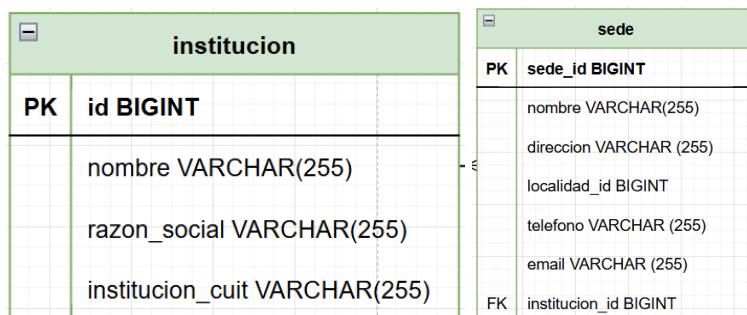 institucion
PK id BIGINT
nombre VARCHAR(255)
razon_social VARCHAR(255)
institucion_cuit VARCHAR(255)
sede
PK sede_id BIGINT
nombre VARCHAR(255)
direccion VARCHAR (255)
localidad_id BIGINT
telefono VARCHAR (255)
email VARCHAR (255)
FK institucion_id BIGINT